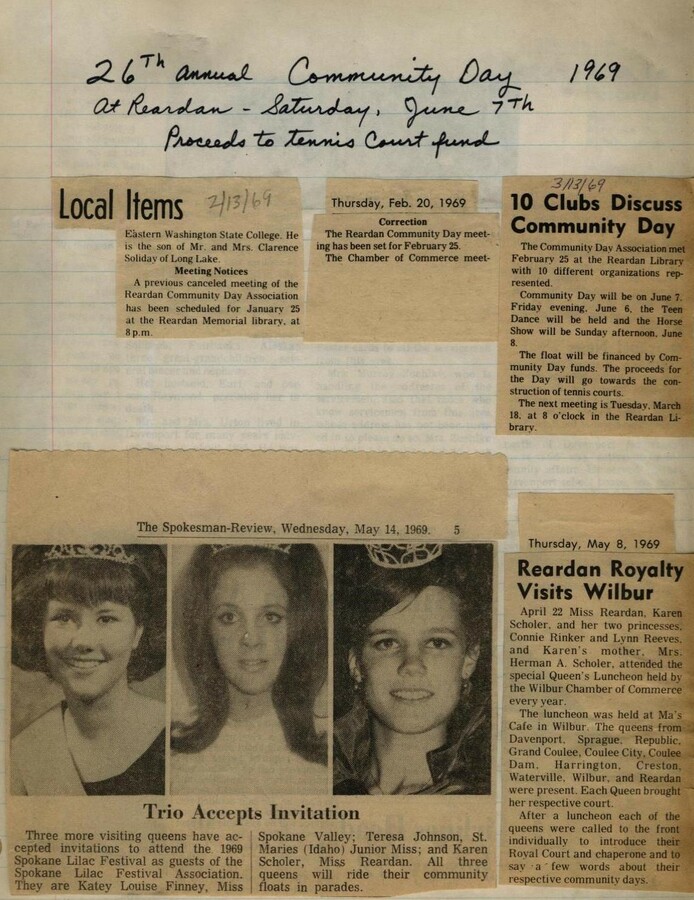 26Th annual Community Day 1969
At Reardan - Saturday, June 7Th
Proceeds to tennis Court fund
Local Items 2/13/69
Eastern Washington State College. He
is the son of Mr. and Mrs. Clarence
Soliday of Long Lake.
Meeting Notices
A previous canceled meeting of the
Reardan Community Day Association
has been scheduled for January 25
at the Reardan Memorial library, at
8 p.m.
Thursday, Feb. 20, 1969
Correction
The Reardan Community Day meet-
ing has been set for February 25.
The Chamber of Commerce meet-
3/13/69
10 Clubs Discuss
Community Day
The Community Day Association met
February 25 at the Reardan Library
with 10 different organizations rep-
resented.
Community Day will be on June 7.
Friday evening, June 6, the Teen
Dance will be held and the Horse
Show will be Sunday afternoon, June
8.
The float will be financed by Com-
munity Day funds. The proceeds for
the Day will go towards the con-
struction of tennis courts.
The next meeting is Tuesday, March
18, at 8 o'clock in the Reardan Li-
brary.
The Spokesman-Review, Wednesday, May 14, 1969. 5
Trio Accepts Invitation
Three more visiting queens have ac-
cepted invitations to attend the 1969
Spokane Lilac Festival as guests of the
Spokane Lilac Festival Association.
They are Katey Louise Finney, Miss
Spokane Valley; Teresa Johnson, St.
Maries (Idaho) Junior Miss; and Karen
Scholer, Miss Reardan. All three
queens will ride their community
floats in parades.
Thursday, May 8, 1969
Reardan Royalty
Visits Wilbur
April 22 Miss Reardan, Karen
Scholer, and her two princesses,
Connie Rinker and Lynn Reeves,
and Karen's mother, Mrs.
Herman A. Scholer, attended the
special Queen's Luncheon held by
the Wilbur Chamber of Commerce
every year.
The luncheon was held at Ma's
Cafe in Wilbur. The queens from
Davenport, Sprague, Republic,
Grand Coulee, Coulee City, Coulee
Dam, Harrington, Creston,
Waterville, Wilbur, and Reardan
were present. Each Queen brought
her respective court.
After a luncheon each of the
queens were called to the front
individually to introduce their
Royal Court and chaperone and to
say a few words about their
respective community days.